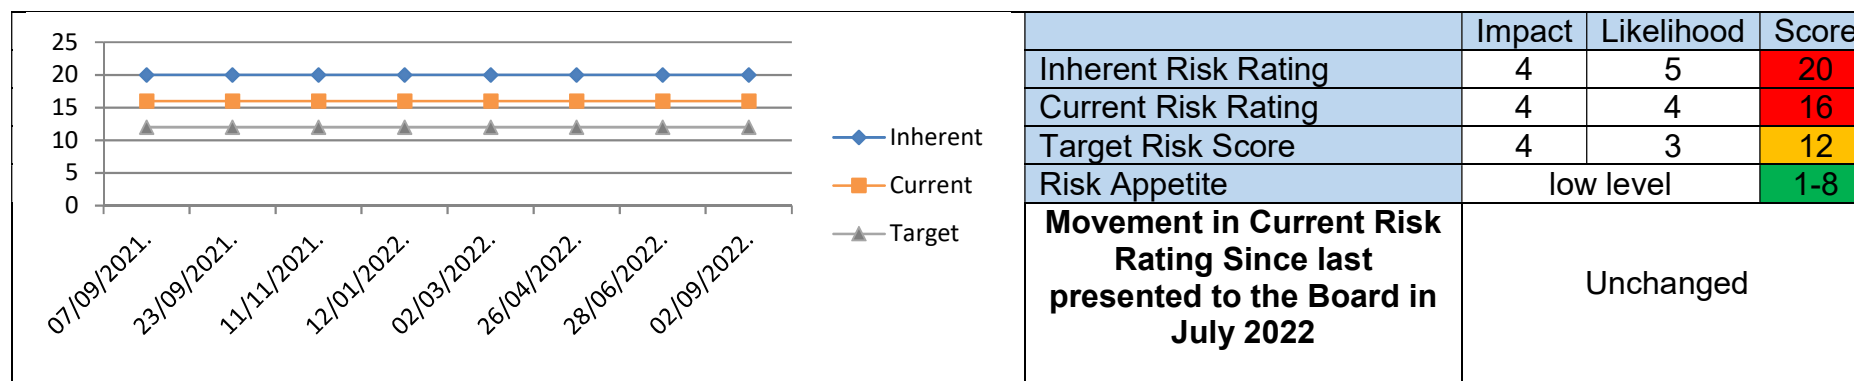 25
20
15
10
5
0
07/09/2021.
23/09/2021.
11/11/2021.
12/01/2022.
02/03/2022.
26/04/2022.
28/06/2022.
02/09/2022.
Inherent
Current
Target
Impact Likelihood Score
Inherent Risk Rating 4 5 20
Current Risk Rating 4 4 16
Target Risk Score 4 3 12
Risk Appetite low level 1-8
Movement in Current Risk
Rating Since last
presented to the Board in
July 2022
Unchanged